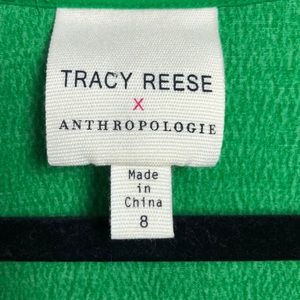 TRACY REESE
X
ANTHROPOLOGIE
Made
in
China
8